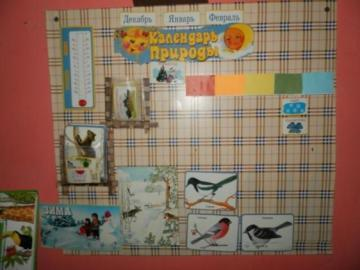 Декабрь Январь Февраль
Календарь
Природы
ЗИМА